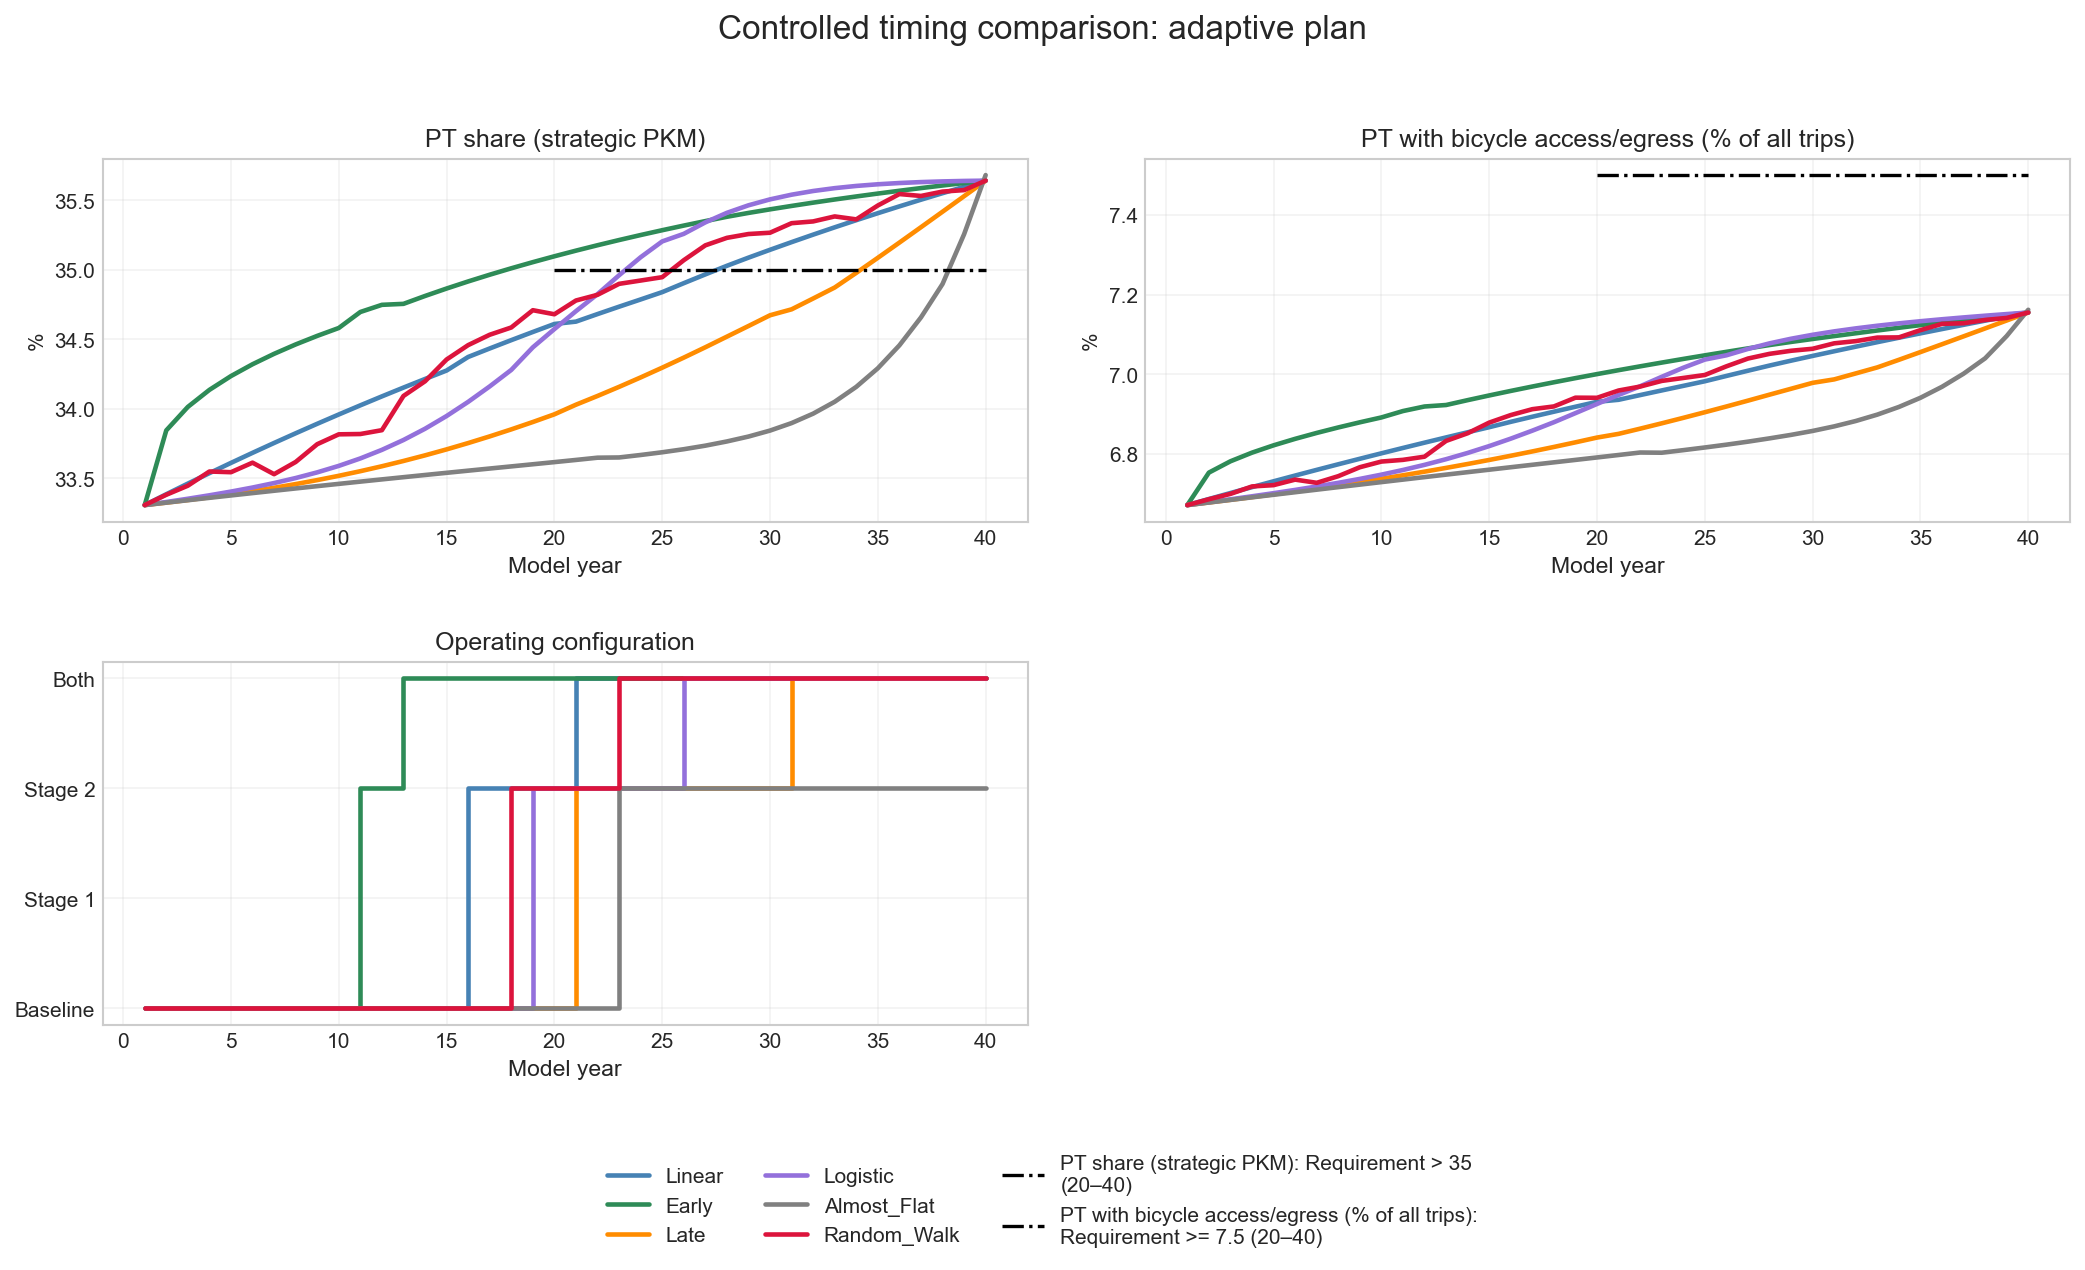 Controlled timing comparison: adaptive plan
PT share (strategic PKM)
%
35.5
35.0
34.5
34.0
33.5
0 5 10 15 20 25 30 35 40
Model year
PT with bicycle access/egress (% of all trips)
%
7.4
7.2
7.0
6.8
0 5 10 15 20 25 30 35 40
Model year
Operating configuration
Both
Stage 2
Stage 1
Baseline
0 5 10 15 20 25 30 35 40
Model year
Linear
Early
Late
Logistic
Almost_Flat
Random_Walk
PT share (strategic PKM): Requirement > 35
(20–40)
PT with bicycle access/egress (% of all trips):
Requirement >= 7.5 (20–40)